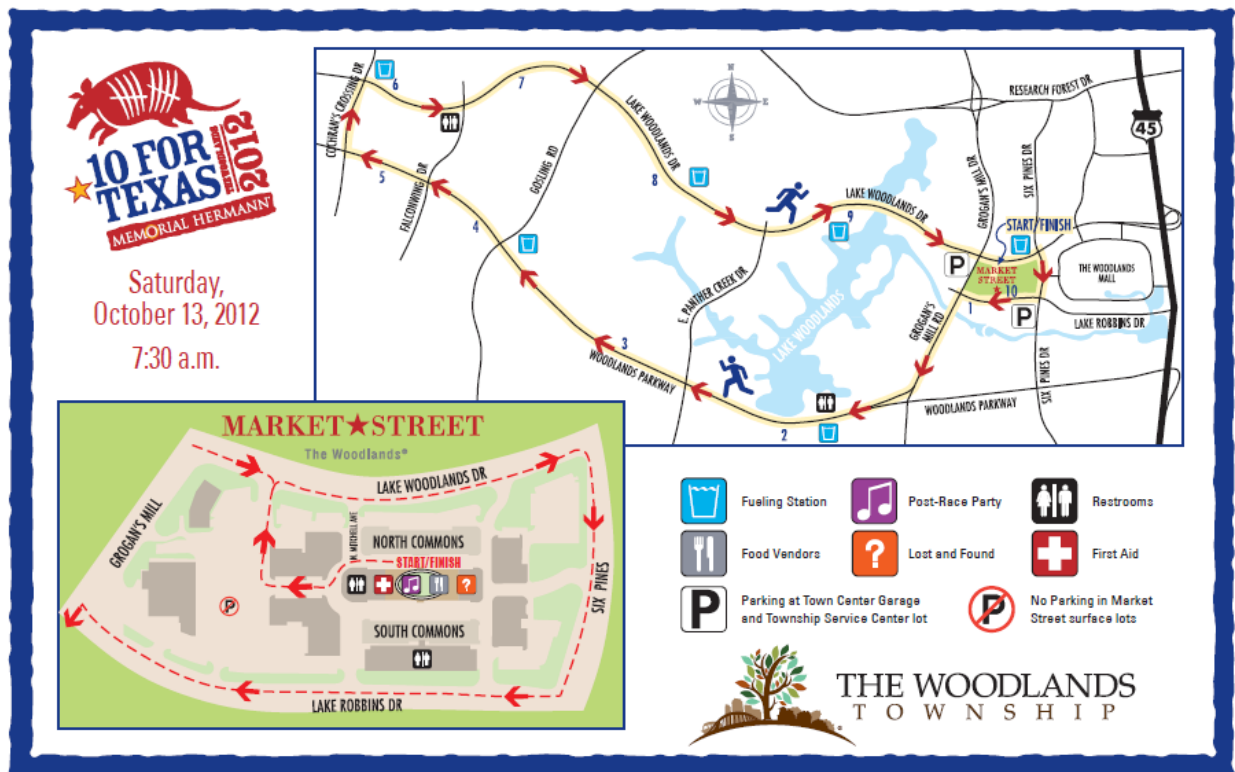 10 FOR
TEXAS
2012
MEMORIAL HERMANN
Saturday,
October 13, 2012
7:30 a.m.
N
E
S
W
COCHRAN'S CROSSING DR
6
7
LAKE WOODLANDS DR
RESEARCH FOREST DR
45
5
FALCONWING DR
GOSLING RD
4
8
9
LAKE WOODLANDS DR
GROGAN'S MILL DR
SIX PINES DR
START/FINISH
P
MARKET
STREET
10
THE WOODLANDS
MALL
1
P
LAKE ROBBINS DR
E. PANTHER CREEK DR
LAKE WOODLANDS
GROGAN'S
MILL RD
3
WOODLANDS PARKWAY
2
WOODLANDS PARKWAY
SIX PINES DR
MARKET STREET
The Woodlands®
LAKE WOODLANDS DR
GROGAN'S MILL
N. MITCHELL AVE
NORTH COMMONS
START/FINISH
?
P
SIX PINES
SOUTH COMMONS
LAKE ROBBINS DR
Fueling Station
Post-Race Party
Restrooms
Food Vendors
?
Lost and Found
First Aid
P
Parking at Town Center Garage
and Township Service Center lot
P
No Parking in Market
Street surface lots
THE WOODLANDS
TOWNSHIP